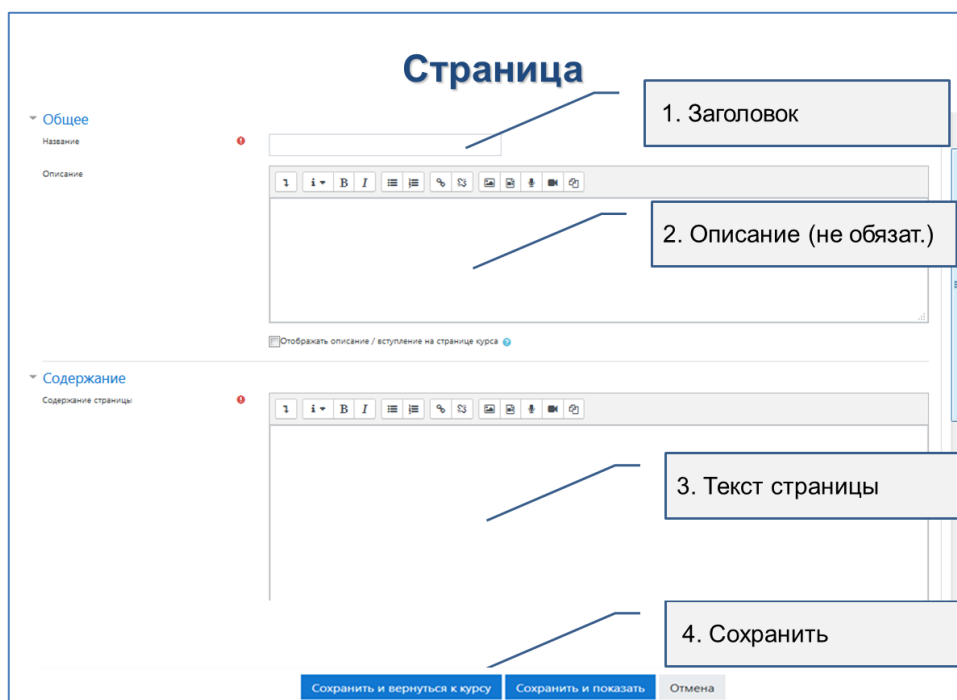 Страница
1. Заголовок
Общее
Название
Описание
i B I
2. Описание (не обязат.)
Отображать описание / вступление на странице курса
Содержание
Содержание страницы
i B I
3. Текст страницы
4. Сохранить
Сохранить и вернуться к курсу Сохранить и показать Отмена